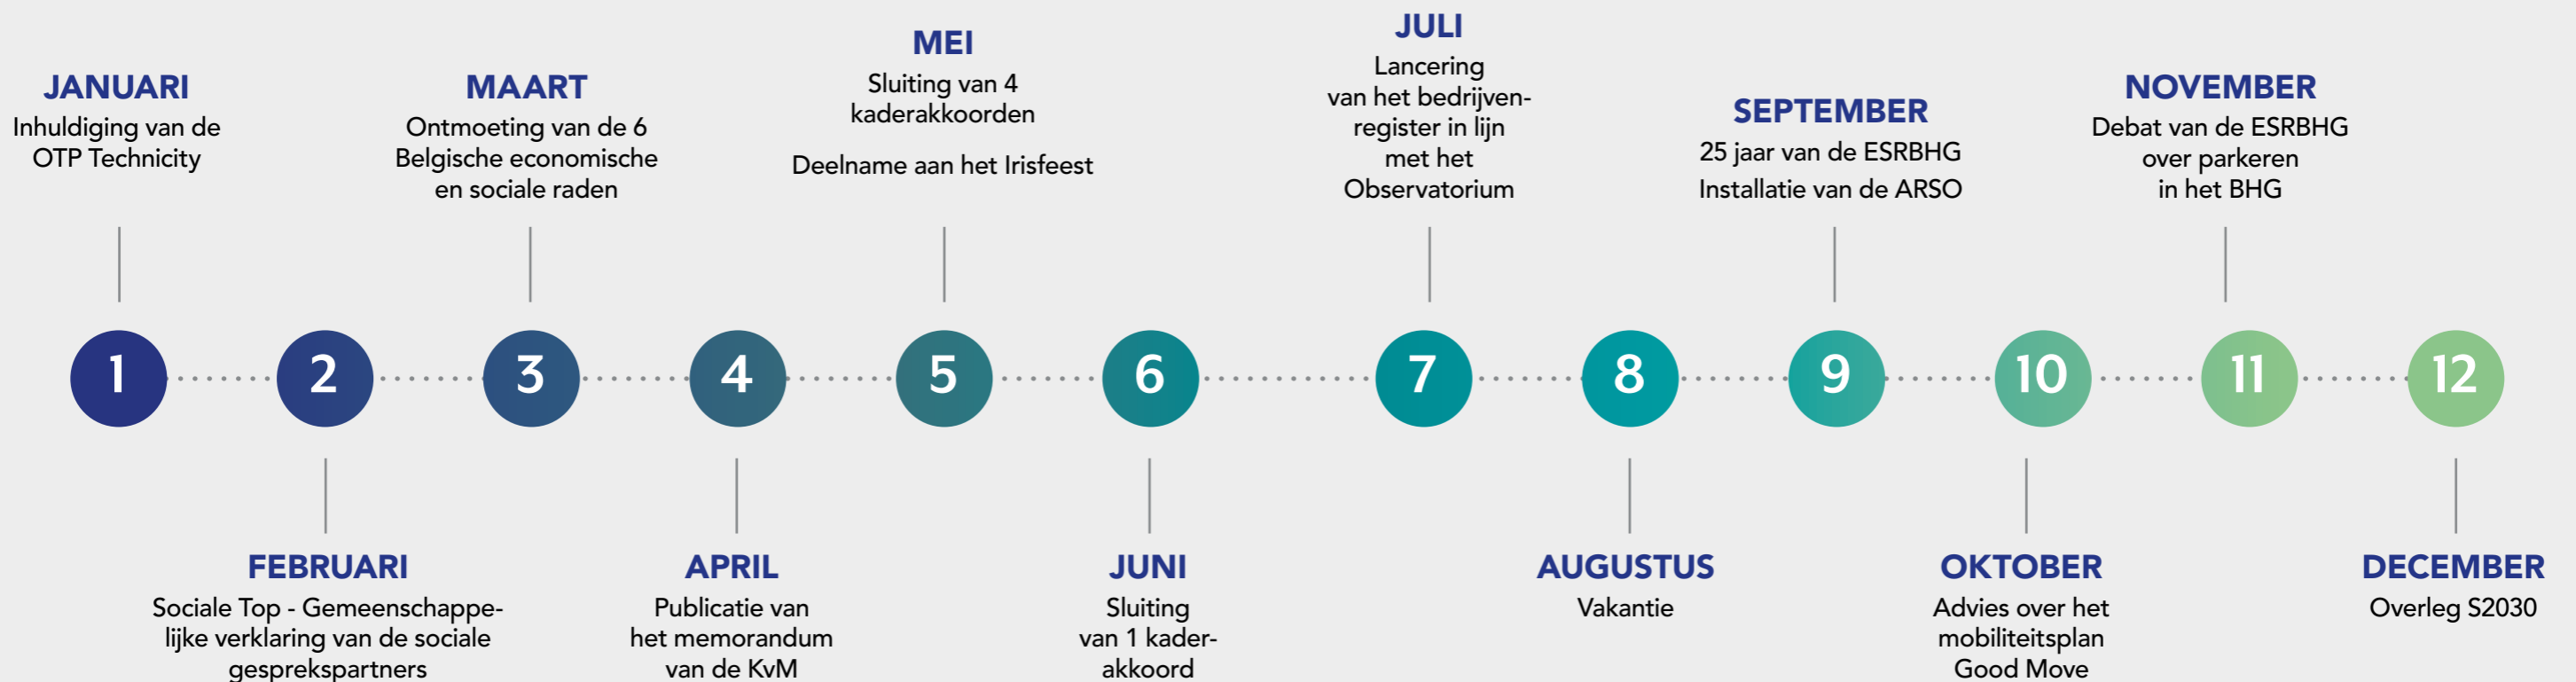 JANUARI
Inhuldiging van de
OTP Technicity
MAART
Ontmoeting van de 6
Belgische economische
en sociale raden
MEI
Sluiting van 4
kaderakkoorden
Deelname aan het Irisfeest
JULI
Lancering
van het bedrijven-
register in lijn
met het
Observatorium
SEPTEMBER
25 jaar van de ESRBHG
Installatie van de ARSO
NOVEMBER
Debat van de ESRBHG
over parkeren
in het BHG
1
2
3
4
5
6
7
8
9
10
11
12
FEBRUARI
Sociale Top - Gemeenschappe-
lijke verklaring van de sociale
gesprekspartners
APRIL
Publicatie van
het memorandum
van de KvM
JUNI
Sluiting
van 1 kader-
akkoord
AUGUSTUS
Vakantie
OKTOBER
Advies over het
mobiliteitsplan
Good Move
DECEMBER
Overleg S2030